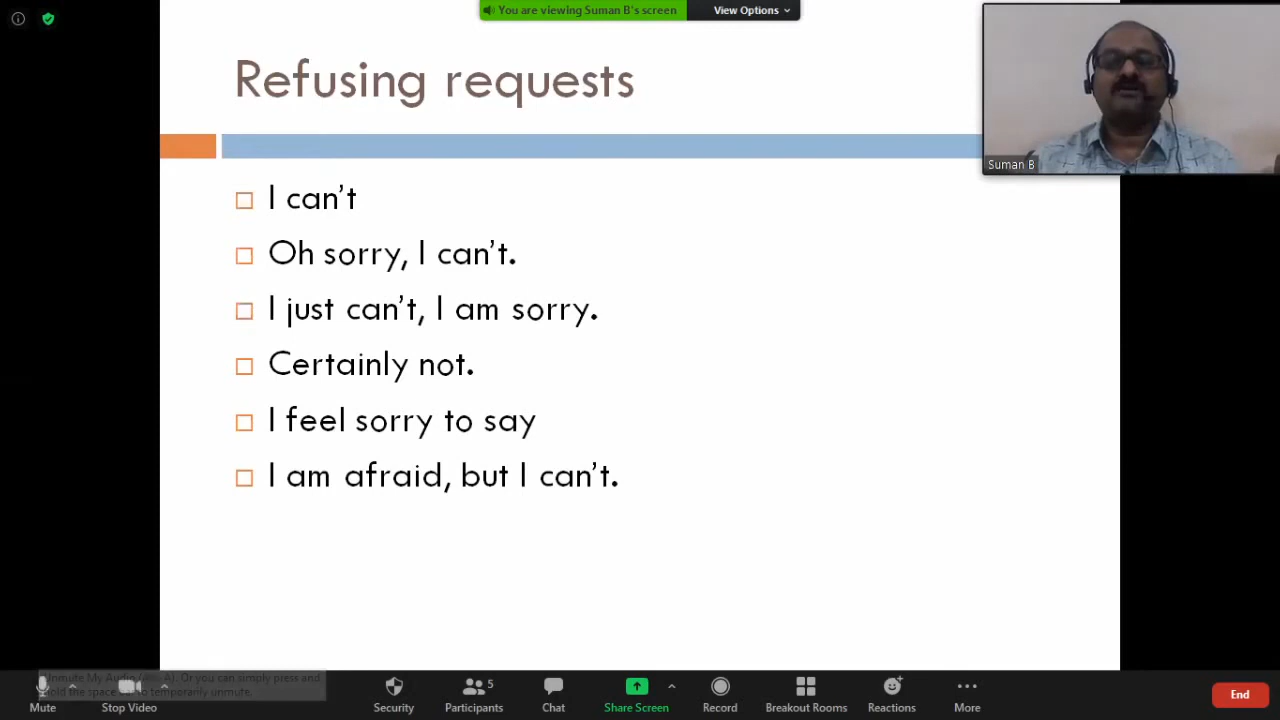 You are viewing Suman B's screen
View Options
Refusing requests
Suman B
I can't
Oh sorry, I can't.
I just can't, I am sorry.
Certainly not.
I feel sorry to say
I am afraid, but I can't.
Unmute My Audio (Alt+A). Or you can simply press and
hold the space bar to temporarily unmute.
5
Mute
Stop Video
Security
Participants
Chat
Share Screen
Record
Breakout Rooms
Reactions
More
End